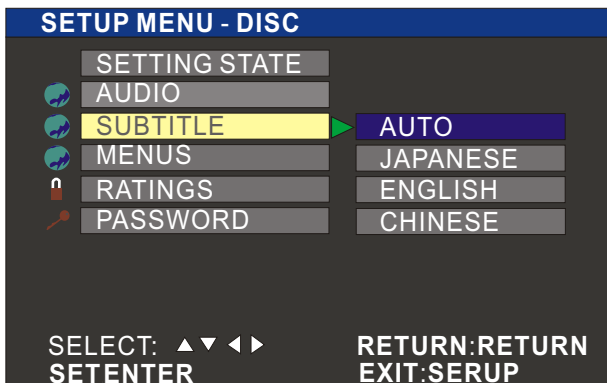 SETUP MENU - DISC
SETTING STATE
AUDIO
SUBTITLE
AUTO
MENUS
JAPANESE
RATINGS
ENGLISH
PASSWORD
CHINESE
SELECT: ▲▼ ◀ ▶
RETURN:RETURN
SETENTER
EXIT:SERUP